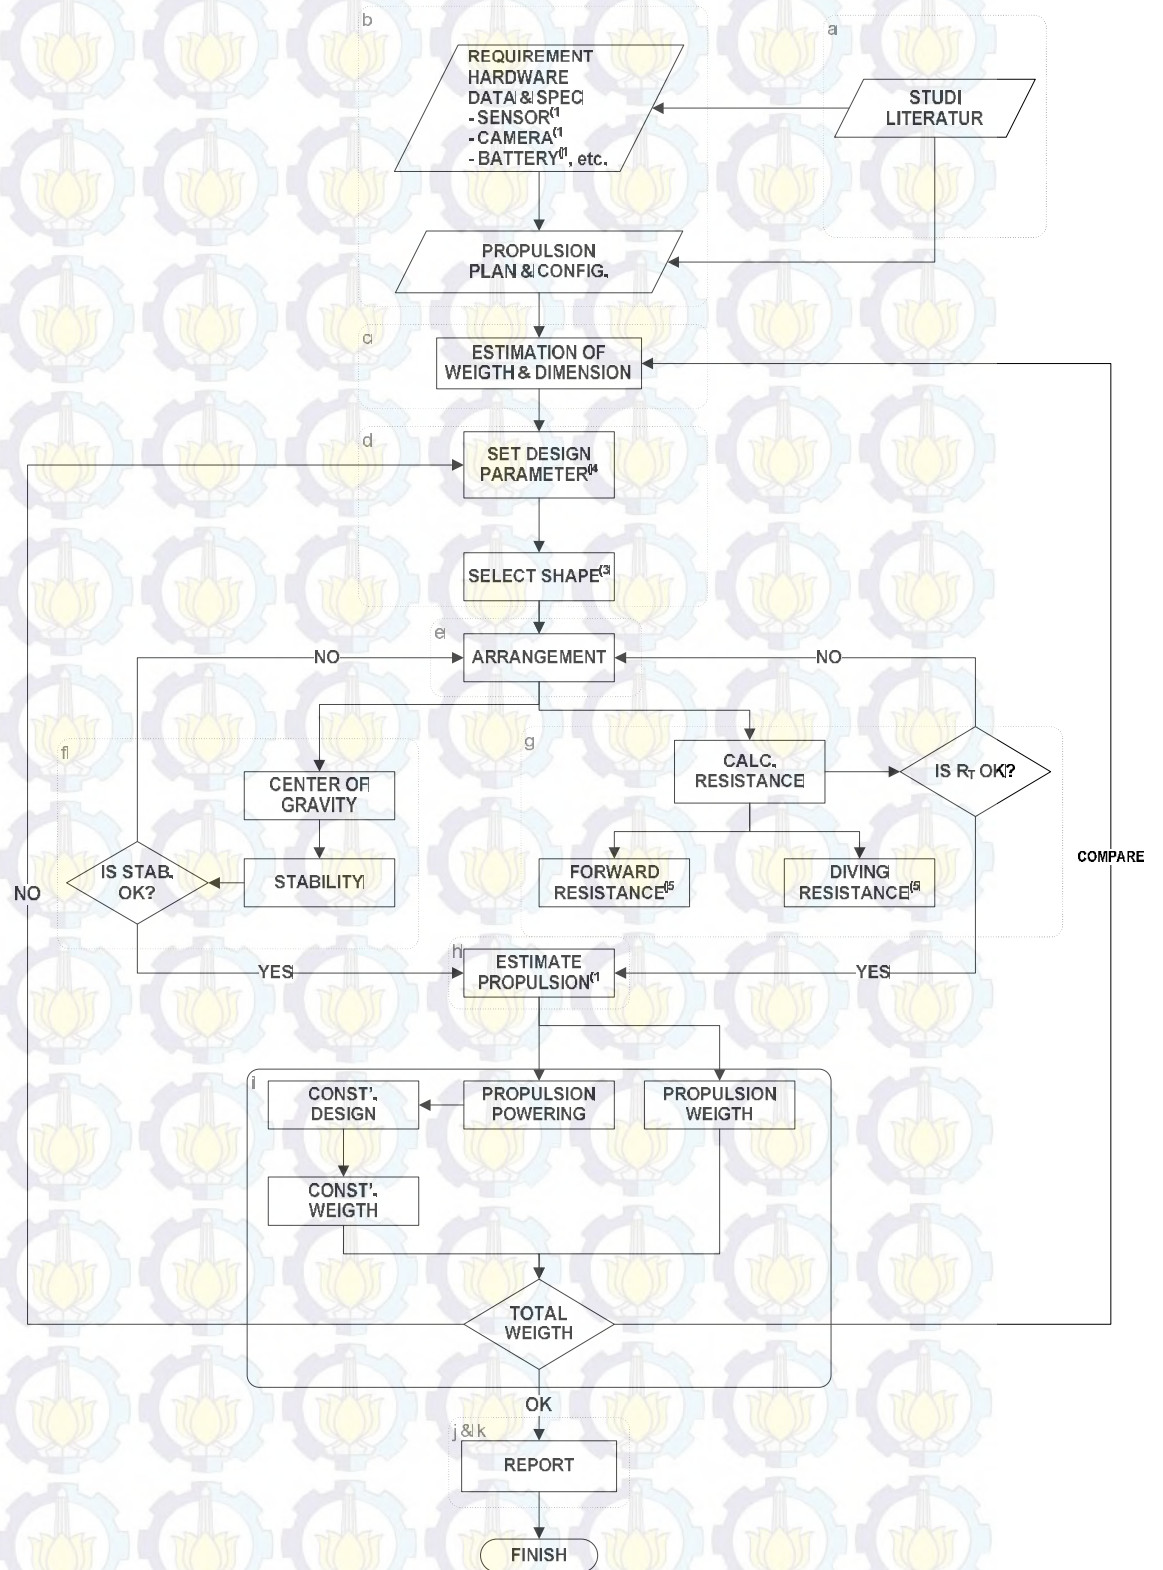 b
a
REQUIREMENT
HARDWARE
DATA & SPEC
- SENSOR(1
- CAMERA(1
- BATTERY(1, etc.
STUDI
LITERATUR
PROPULSION
PLAN & CONFIG.
c
ESTIMATION OF
WEIGTH & DIMENSION
d
SET DESIGN
PARAMETER(4
SELECT SHAPE(3
e
ARRANGEMENT
NO
NO
f
g
CENTER OF
GRAVITY
CALC.
RESISTANCE
IS RT OK?
IS STAB.
OK?
STABILITY
FORWARD
RESISTANCE(5
DIVING
RESISTANCE(5
COMPARE
NO
h
ESTIMATE
PROPULSION(1
YES
YES
i
CONST'.
DESIGN
PROPULSION
POWERING
PROPULSION
WEIGTH
CONST'.
WEIGTH
TOTAL
WEIGTH
OK
j & k
REPORT
FINISH